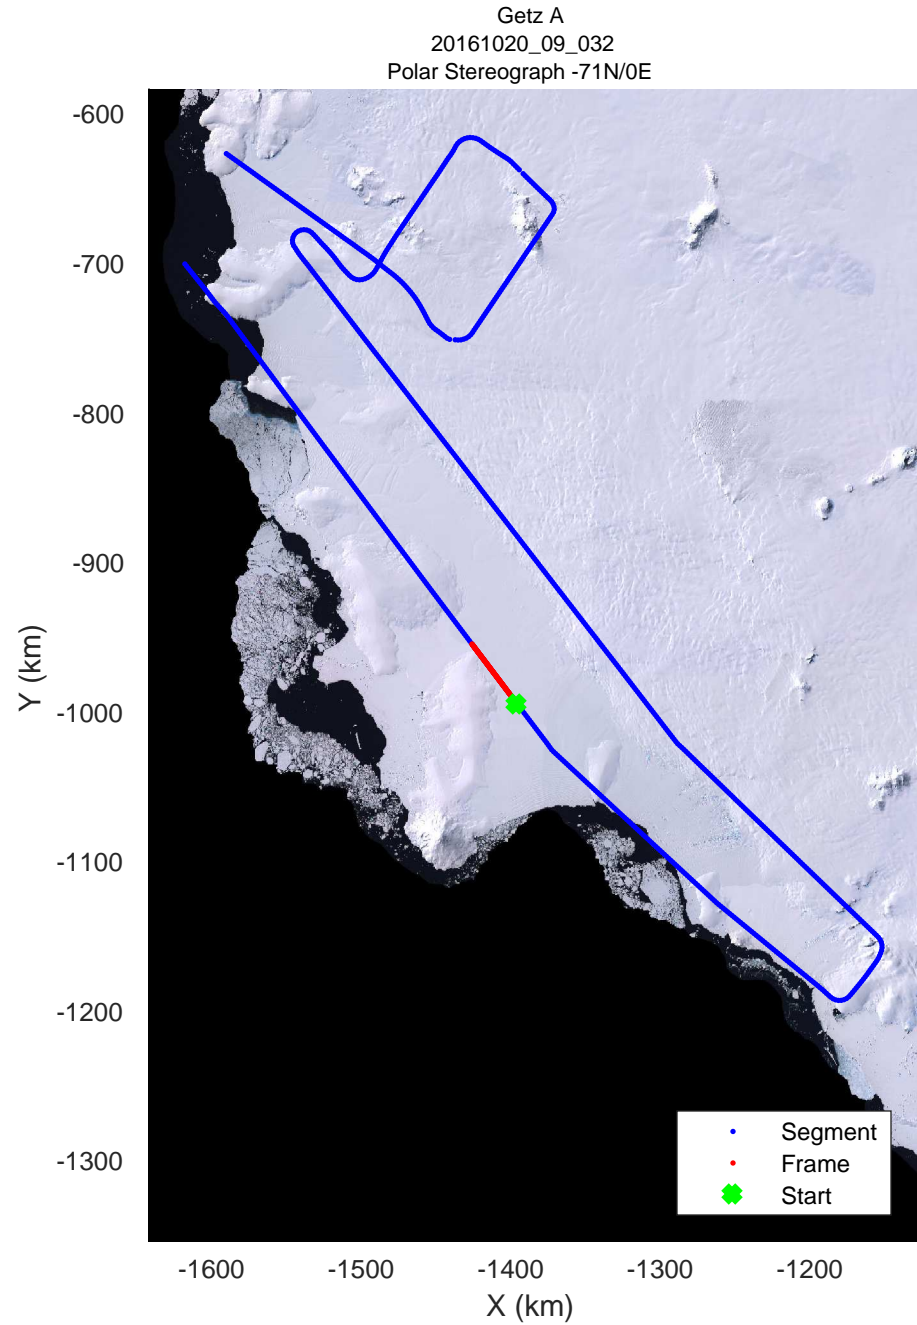 Getz A
20161020_09_032
Polar Stereograph -71N/0E
-600
-700
-800
-900
-1000
-1100
-1200
-1300
Y (km)
Segment
Frame
Start
-1600
-1500
-1400
-1300
-1200
X (km)